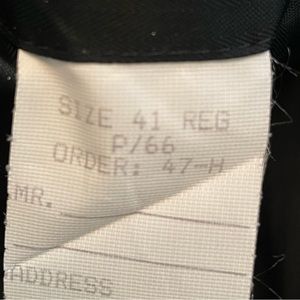 SIZE 41 REG
P/66
ORDER: 47-H
MR.
ADDRESS